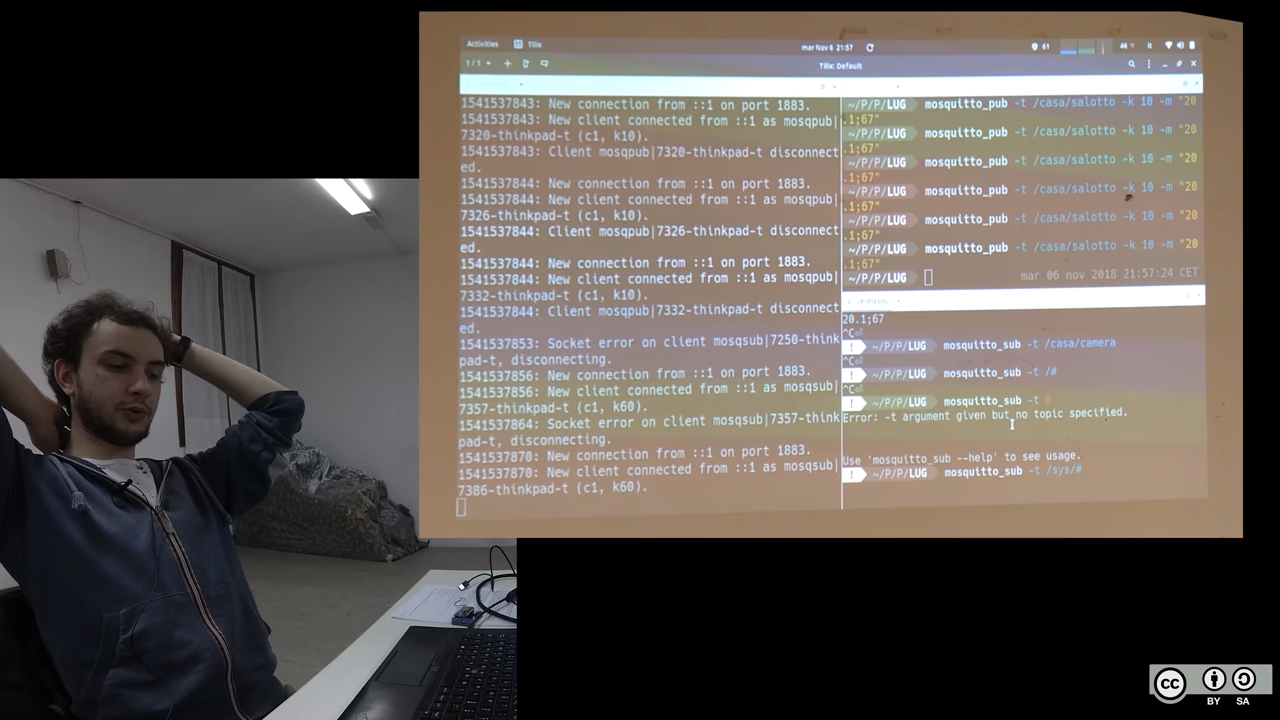 Activities Tilix mar Nov 6 21:57 61 46 it
1/1 Tilix: Default
1541537843: New connection from ::1 on port 1883.
1541537843: New client connected from ::1 as mosqpub|
7320-thinkpad-t (c1, k10).
1541537843: Client mosqpub|7320-thinkpad-t disconnect
ed.
1541537844: New connection from ::1 on port 1883.
1541537844: New client connected from ::1 as mosqpub|
7326-thinkpad-t (c1, k10).
1541537844: Client mosqpub|7326-thinkpad-t disconnect
ed.
1541537844: New connection from ::1 on port 1883.
1541537844: New client connected from ::1 as mosqpub|
7332-thinkpad-t (c1, k10).
1541537844: Client mosqpub|7332-thinkpad-t disconnect
ed.
1541537853: Socket error on client mosqsub|7250-think
pad-t, disconnecting.
1541537856: New connection from ::1 on port 1883.
1541537856: New client connected from ::1 as mosqsub|
7357-thinkpad-t (c1, k60).
1541537864: Socket error on client mosqsub|7357-think
pad-t, disconnecting.
1541537870: New connection from ::1 on port 1883.
1541537870: New client connected from ::1 as mosqsub|
7386-thinkpad-t (c1, k60).
~/P/P/LUG mosquitto_pub -t /casa/salotto -k 10 -m "20
.1;67"
~/P/P/LUG mosquitto_pub -t /casa/salotto -k 10 -m "20
.1;67"
~/P/P/LUG mosquitto_pub -t /casa/salotto -k 10 -m "20
.1;67"
~/P/P/LUG mosquitto_pub -t /casa/salotto -k 10 -m "20
.1;67"
~/P/P/LUG mosquitto_pub -t /casa/salotto -k 10 -m "20
.1;67"
~/P/P/LUG mosquitto_pub -t /casa/salotto -k 10 -m "20
.1;67"
~/P/P/LUG mar 06 nov 2018 21:57:24 CET
20.1;67
^C⏎
! ~/P/P/LUG mosquitto_sub -t /casa/camera
^C⏎
! ~/P/P/LUG mosquitto_sub -t /#
^C⏎
! ~/P/P/LUG mosquitto_sub -t
Error: -t argument given but no topic specified.
Use 'mosquitto_sub --help' to see usage.
! ~/P/P/LUG mosquitto_sub -t /sys/#
CC BY SA